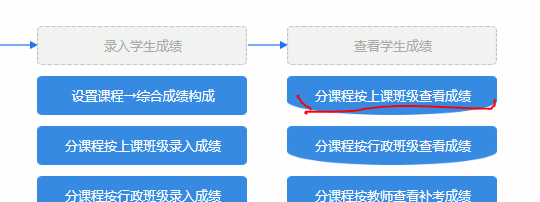 录入学生成绩
查看学生成绩
设置课程→综合成绩构成
分课程按上课班级查看成绩
分课程按上课班级录入成绩
分课程按行政班级查看成绩
分课程按行政班级录入成绩
分课程按教师查看补考成绩